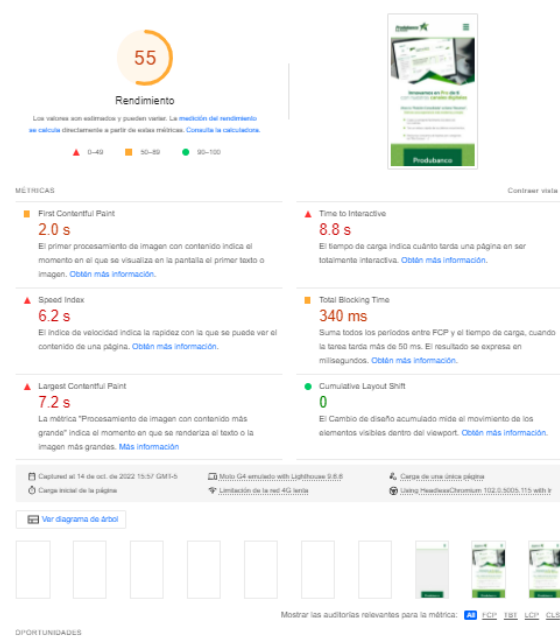 55
Rendimiento
Los valores son estimados y pueden variar. La medición del rendimiento
se calcula directamente a partir de estas métricas. Consulta la calculadora.
0–49 50–89 90–100
Produbanco
Produbanco
MÉTRICAS
Contraer vista
First Contentful Paint
2.0 s
El primer procesamiento de imagen con contenido indica el
momento en el que se visualiza en la pantalla el primer texto o
imagen. Obtén más información.
Time to Interactive
8.8 s
El tiempo de carga indica cuánto tarda una página en ser
totalmente interactiva. Obtén más información.
Speed Index
6.2 s
El índice de velocidad indica la rapidez con la que se puede ver el
contenido de una página. Obtén más información.
Total Blocking Time
340 ms
Suma todos los períodos entre FCP y el tiempo de carga, cuando
la tarea tarda más de 50 ms. El resultado se expresa en
milisegundos. Obtén más información.
Largest Contentful Paint
7.2 s
La métrica "Procesamiento de imagen con contenido más
grande" indica el momento en que se renderiza el texto o la
imagen más grandes. Más información
Cumulative Layout Shift
0
El Cambio de diseño acumulado mide el movimiento de los
elementos visibles dentro del viewport. Obtén más información.
Captured at 14 de oct. de 2022 15:57 GMT-5
Moto G4 emulado with Lighthouse 9.6.6
Carga de una única página
Carga inicial de la página
Limitación de la red 4G lenta
Using HeadlessChromium 102.0.5005.115 with lr
Ver diagrama de árbol
Mostrar las auditorías relevantes para la métrica: All FCP TBT LCP CLS
OPORTUNIDADES